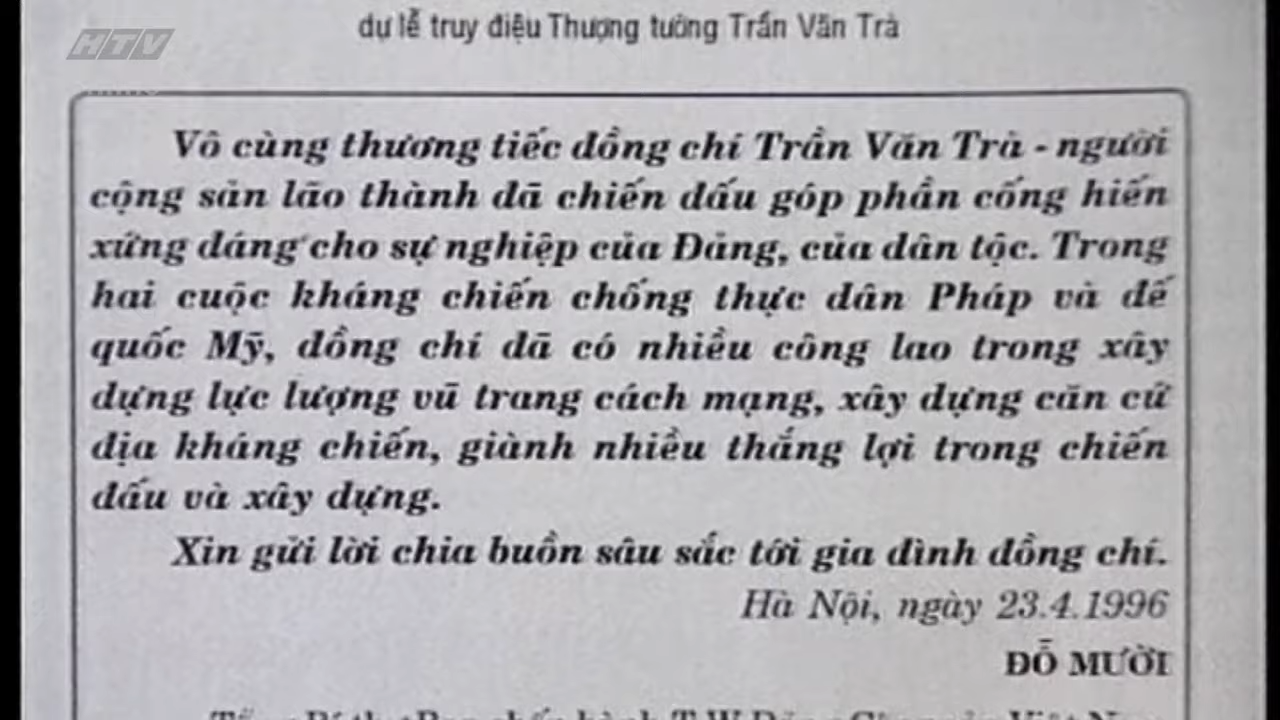 HTV
dự lễ truy điệu Thượng tướng Trần Văn Trà
Vô cùng thương tiếc đồng chí Trần Văn Trà - người
cộng sản lão thành đã chiến đấu góp phần cống hiến
xứng đáng cho sự nghiệp của Đảng, của dân tộc. Trong
hai cuộc kháng chiến chống thực dân Pháp và đế
quốc Mỹ, đồng chí đã có nhiều công lao trong xây
dựng lực lượng vũ trang cách mạng, xây dựng căn cứ
địa kháng chiến, giành nhiều thắng lợi trong chiến
đấu và xây dựng.
Xin gửi lời chia buồn sâu sắc tới gia đình đồng chí.
Hà Nội, ngày 23.4.1996
ĐỖ MƯỜI